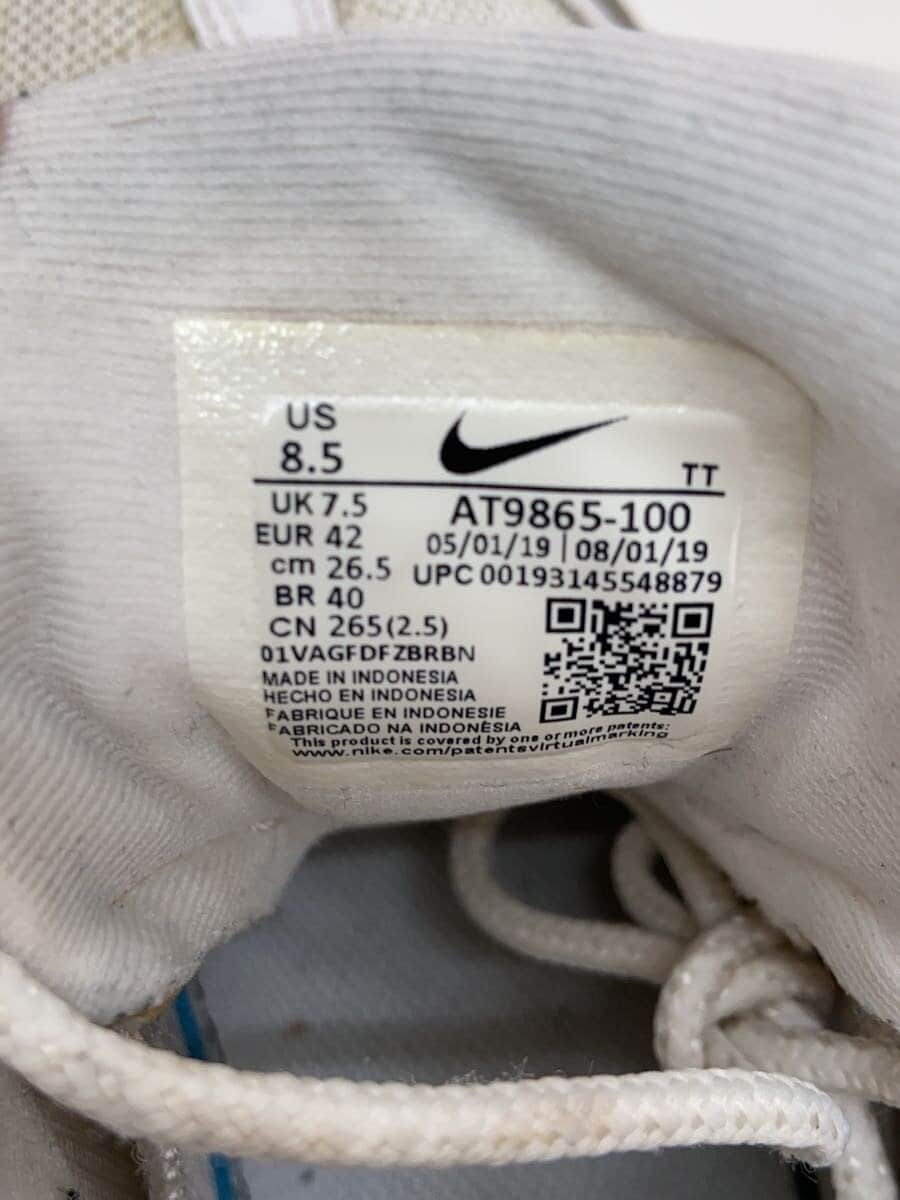 US
8.5
TT
UK 7.5
EUR 42
cm 26.5
BR 40
CN 265(2.5)
AT9865-100
05/01/19 | 08/01/19
UPC 00193145548879
01VAGFDFZBRBN
MADE IN INDONESIA
HECHO EN INDONESIA
FABRIQUE EN INDONESIE
FABRICADO NA INDONÈSIA
This product is covered by one or more patents:
www.nike.com/patentsvirtualmarking